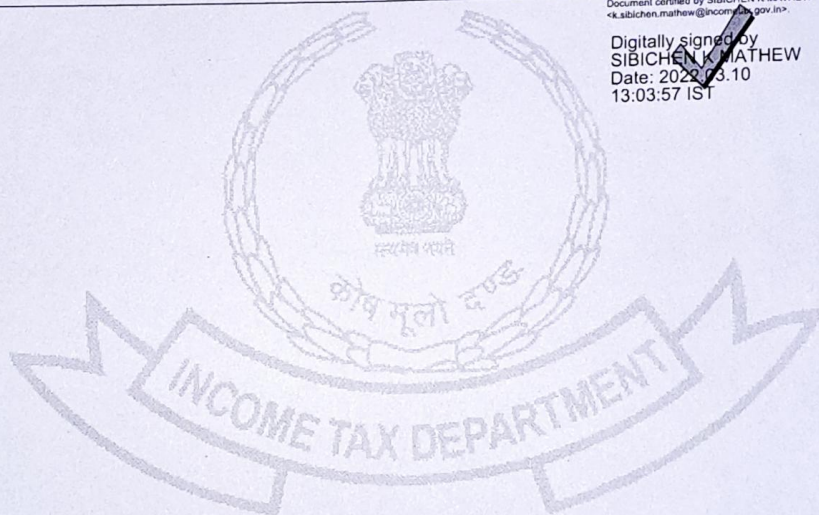 <k.sibichen.mathew@incometax.gov.in>.
Digitally signed by
SIBICHEN K MATHEW
Date: 2022.03.10
13:03:57 IST
सत्यमेव जयते
कोष मूलो दण्ड
INCOME TAX DEPARTMENT